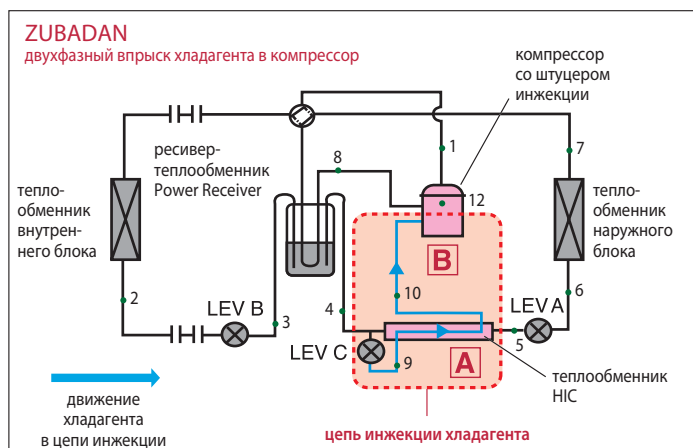 ZUBADAN
двухфазный впрыск хладагента в компрессор
компрессор
со штуцером
инжекции
ресивер-
теплообменник
Power Receiver
8
1
7
12
тепло-
обменник
внутрен-
него блока
тепло-
обменник
наружного
блока
B
2
LEV B
3
4
10
LEV A
6
5
LEV C
9
A
теплообменник
HIC
движение
хладагента
в цепи инжекции
цепь инжекции хладагента